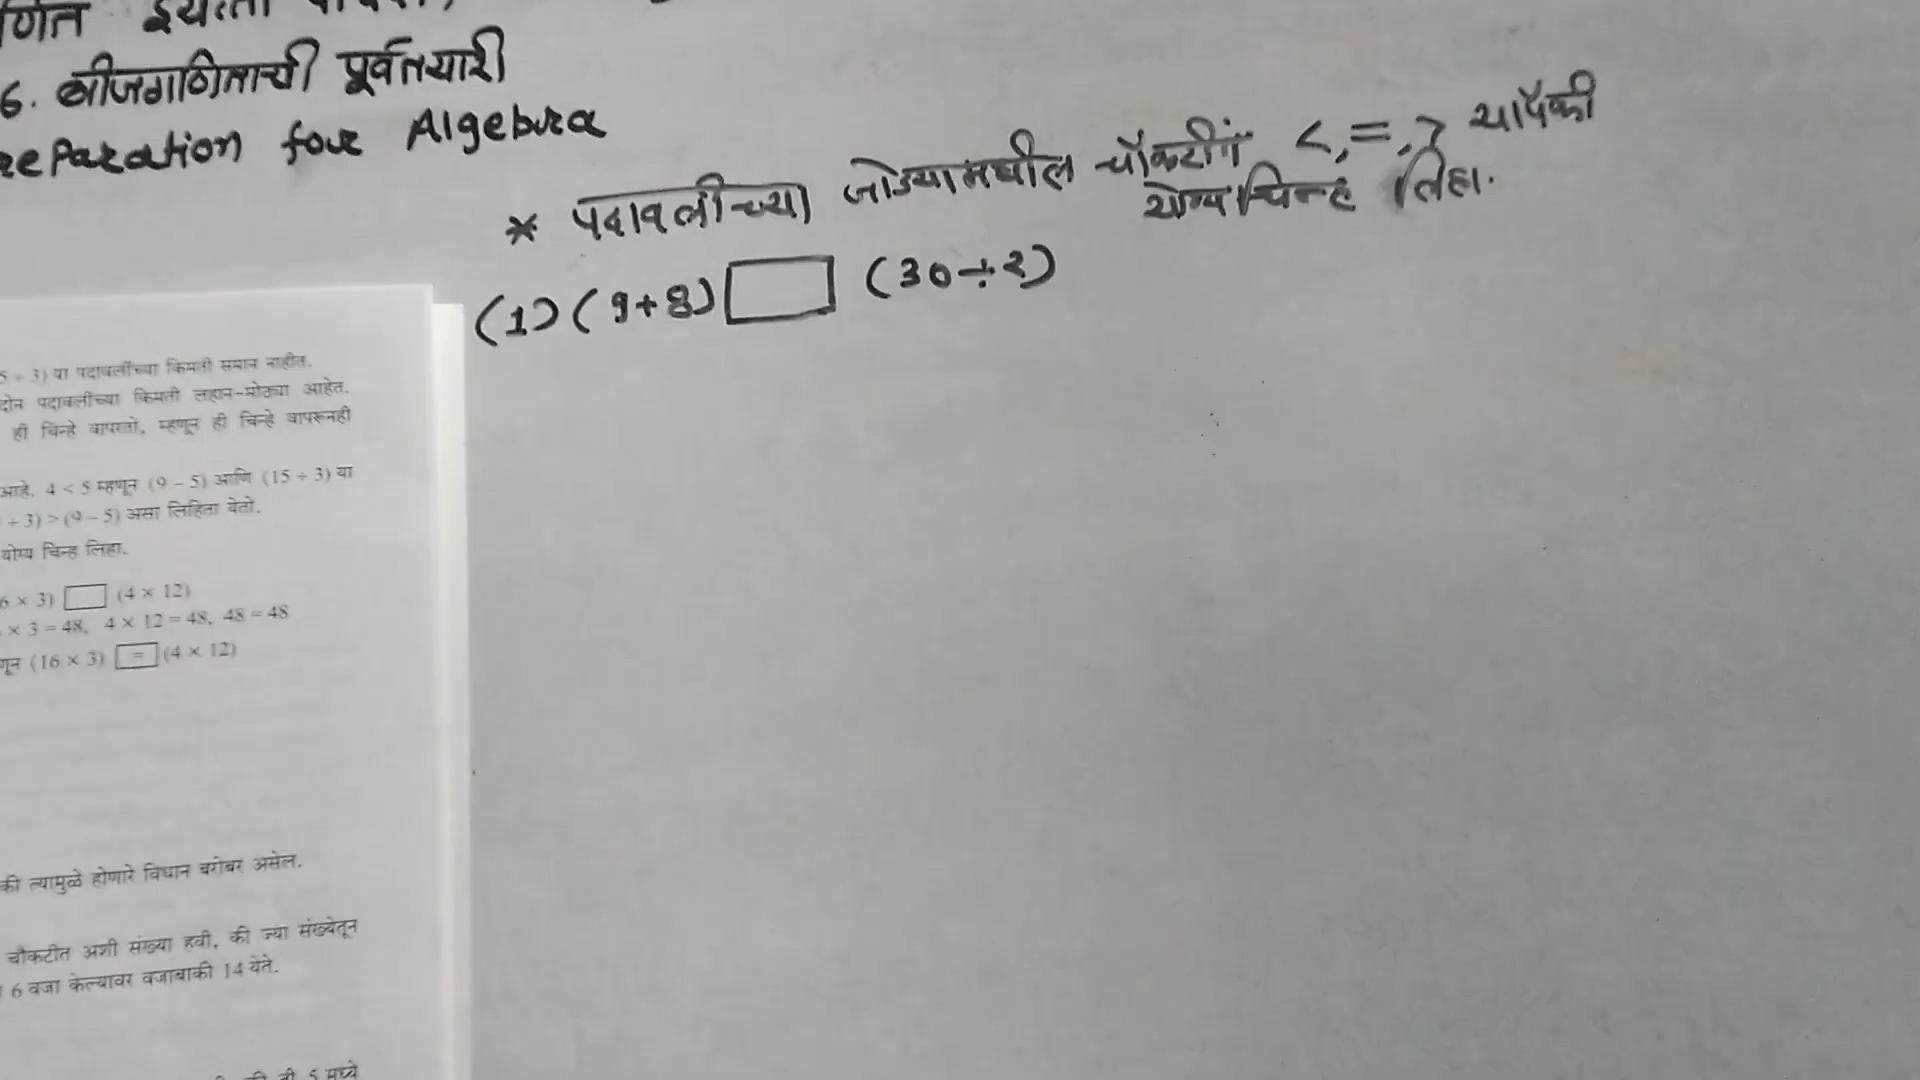 6. बीजगणिताची पूर्वतयारी
reparation for Algebra
* पदावलीच्या जोड्यामधील चौकटीत <, =, > यापैकी
योग्य चिन्ह लिहा.
(1) (9+8) (30÷2)
5 ÷ 3) या पदावलींच्या किमती समान नाहीत.
दोन पदावलींच्या किमती लहान-मोठ्या आहेत.
ही चिन्हे वापरतो, म्हणून ही चिन्हे वापरूनही
आहे. 4 < 5 म्हणून (9 − 5) आणि (15 ÷ 3) या
÷ 3) > (9 − 5) असा लिहिता येतो.
योग्य चिन्ह लिहा.
6 × 3) (4 × 12)
× 3 = 48, 4 × 12 = 48, 48 = 48
(16 × 3) = (4 × 12)
की त्यामुळे होणारे विधान बरोबर असेल.
चौकटीत अशी संख्या हवी, की ज्या संख्येतून
6 वजा केल्यावर वजाबाकी 14 येते.
5 मध्ये